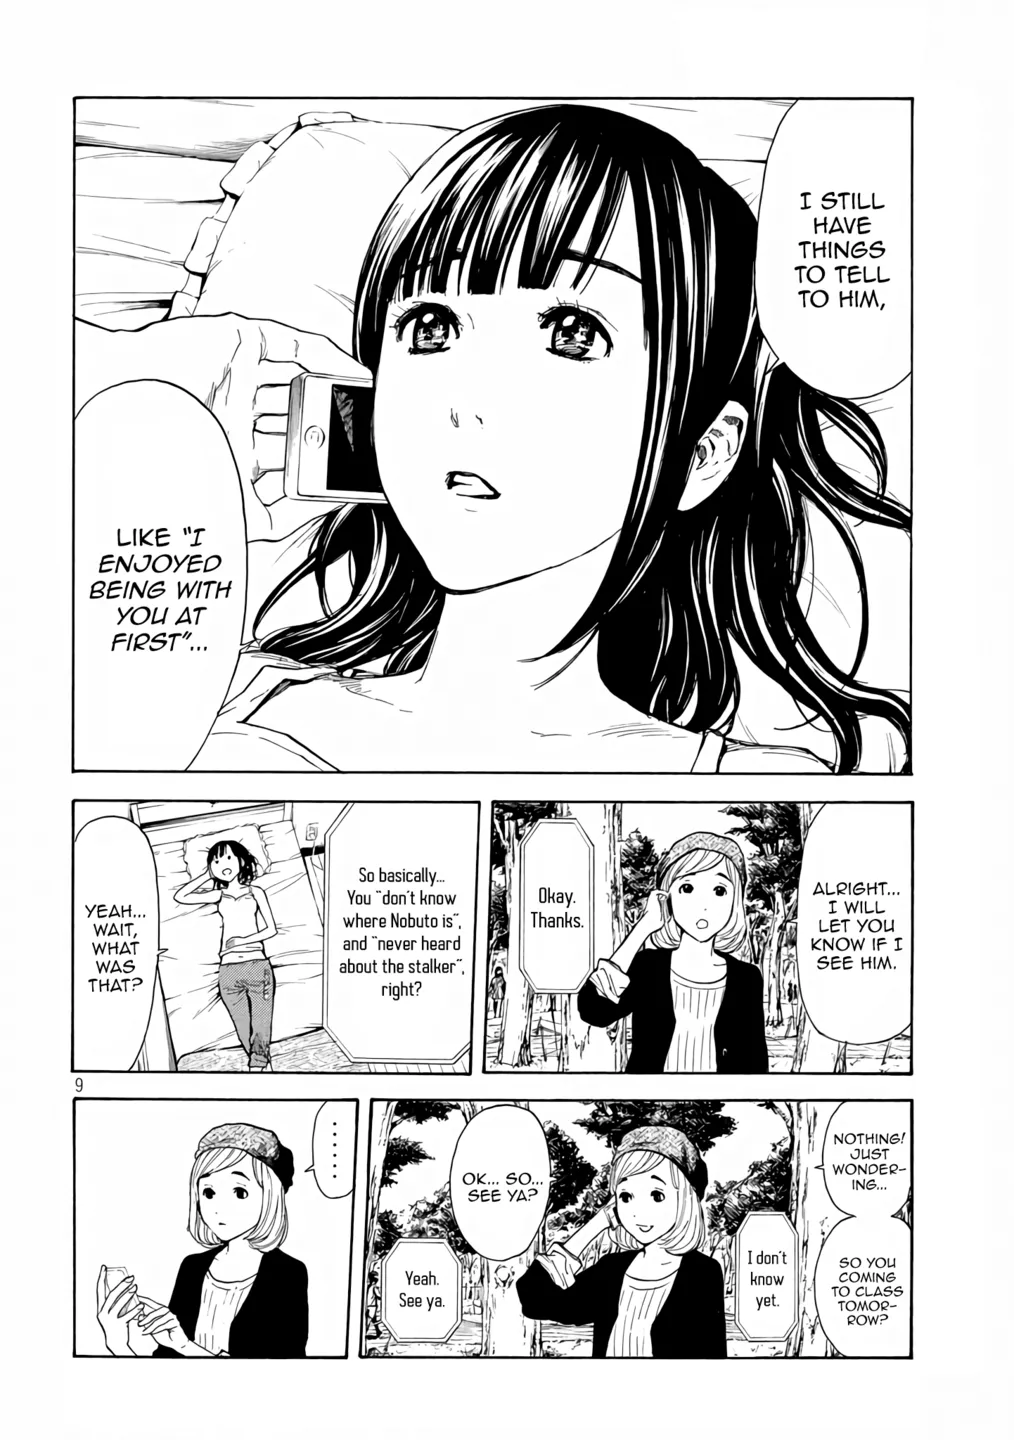 I STILL
HAVE
THINGS
TO TELL
TO HIM,
LIKE "I
ENJOYED
BEING WITH
YOU AT
FIRST"...
ALRIGHT...
I WILL
LET YOU
KNOW IF I
SEE HIM.
Okay.
Thanks.
So basically...
You "don't know
where Nobuto is",
and "never heard
about the stalker",
right?
YEAH...
WAIT,
WHAT
WAS
THAT?
9
NOTHING!
JUST
WONDER-
ING...
SO YOU
COMING
TO CLASS
TOMOR-
ROW?
I don't
know
yet.
OK... SO...
SEE YA?
Yeah.
See ya.
......